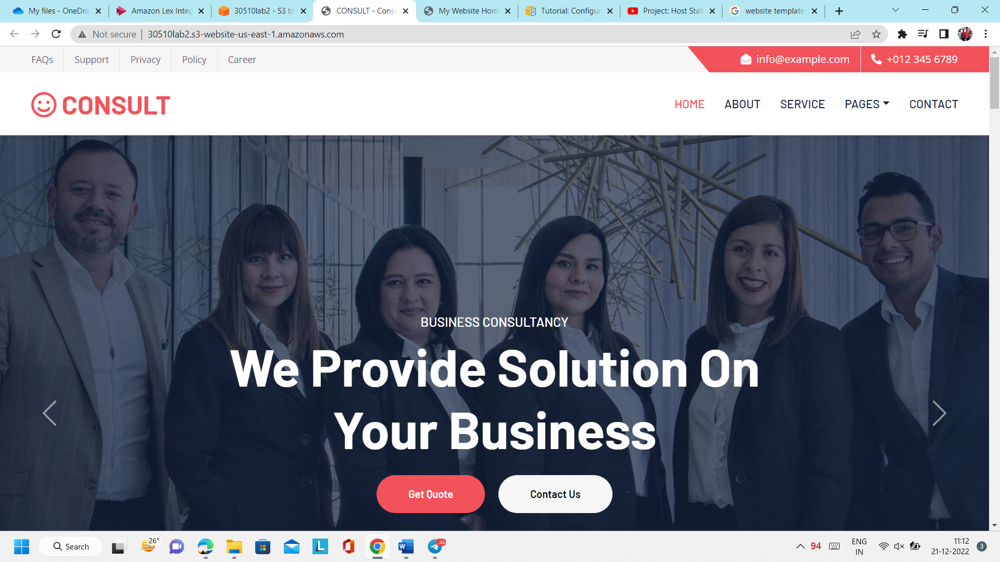 My files - OneDriv
Amazon Lex Integ
30510lab2 - S3 bu
CONSULT - Consu
My Website Hom
Tutorial: Configur
Project: Host Stati
website template
Not secure | 30510lab2.s3-website-us-east-1.amazonaws.com
FAQs
Support
Privacy
Policy
Career
info@example.com
+012 345 6789
CONSULT
HOME
ABOUT
SERVICE
PAGES
CONTACT
BUSINESS CONSULTANCY
We Provide Solution On
Your Business
Get Quote
Contact Us
Search
26°
L
W
.46
94
ENG
IN
11:12
21-12-2022
3